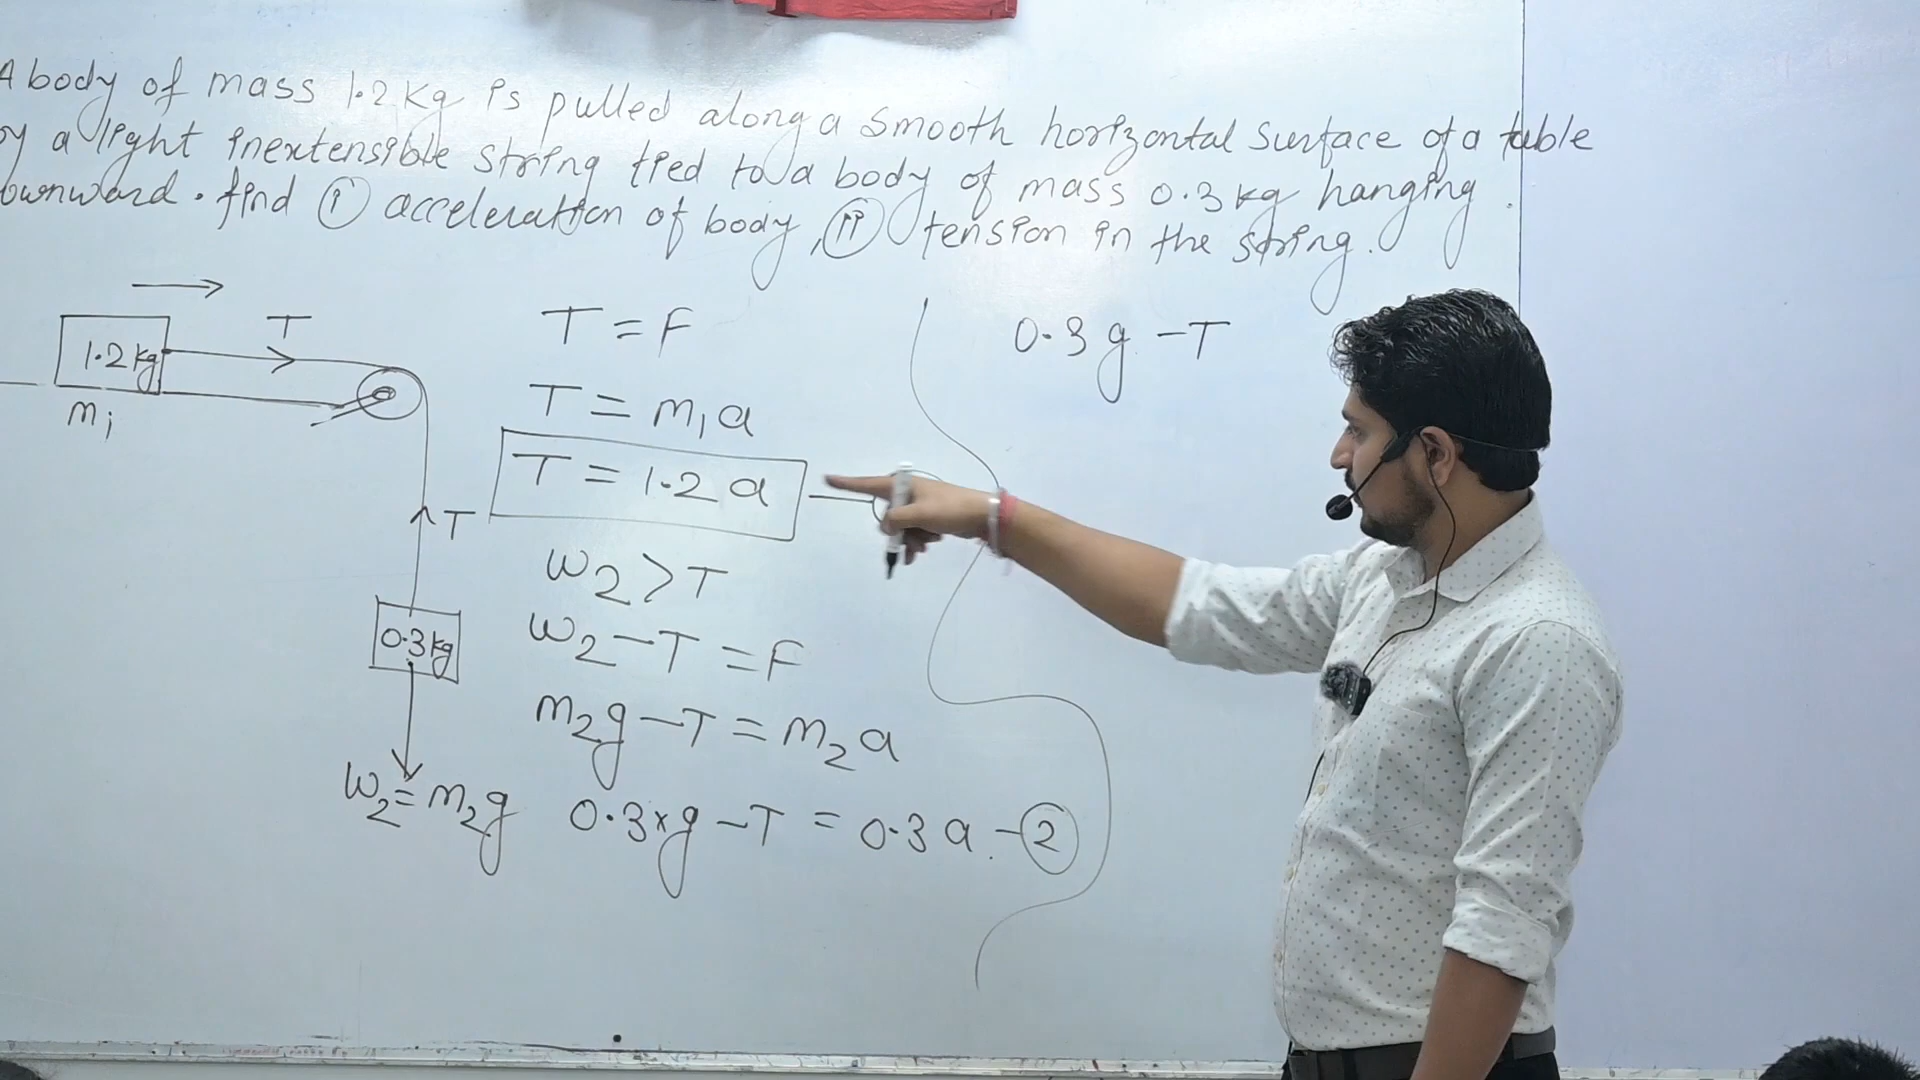 A body of mass 1.2 kg is pulled along a smooth horizontal surface of a table
by a light inextensible string tied to a body of mass 0.3 kg hanging
downward. find (i) acceleration of body, (ii) tension in the string.
1.2 kg
T
m₁
T
0.3 kg
W₂ = m₂g
T = F
T = m₁a
T = 1.2 a —
W₂ > T
W₂ - T = F
m₂g - T = m₂a
0.3×g - T = 0.3 a - (2)
0.3 g - T